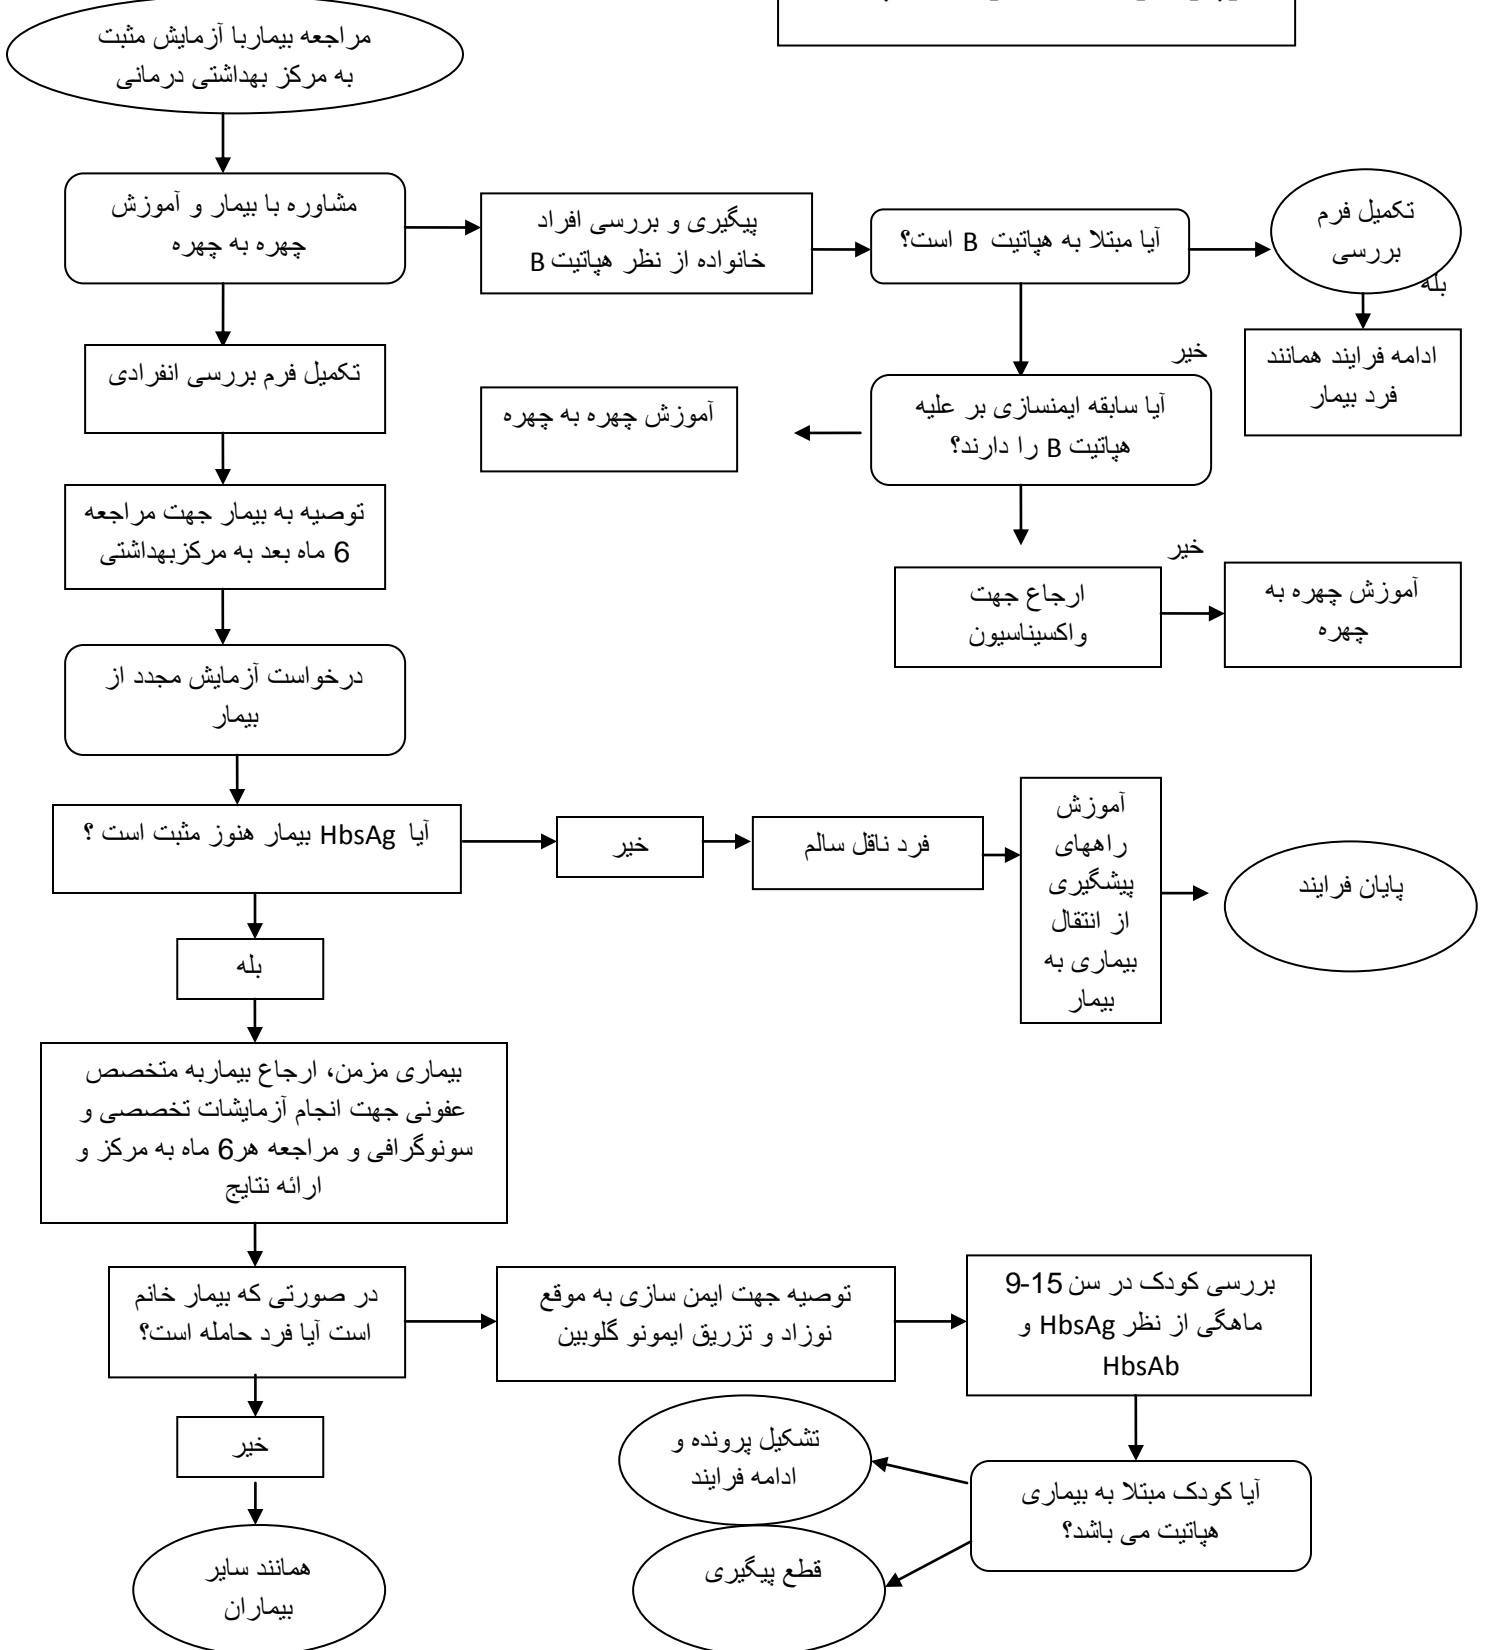 مراجعه بیماربا آزمایش مثبت
به مرکز بهداشتی درمانی
مشاوره با بیمار و آموزش
چهره به چهره
پیگیری و بررسی افراد
خانواده از نظر هپاتیت B
آیا مبتلا به هپاتیت B است؟
تکمیل فرم
بررسی
بله
ادامه فرایند همانند
فرد بیمار
خیر
تکمیل فرم بررسی انفرادی
آموزش چهره به چهره
آیا سابقه ایمنسازی بر علیه
هپاتیت B را دارند؟
توصیه به بیمار جهت مراجعه
6 ماه بعد به مرکزبهداشتی
خیر
ارجاع جهت
واکسیناسیون
آموزش چهره به
چهره
درخواست آزمایش مجدد از
بیمار
آیا HbsAg بیمار هنوز مثبت است ؟
خیر
فرد ناقل سالم
آموزش
راههای
پیشگیری
از انتقال
بیماری به
بیمار
پایان فرایند
بله
بیماری مزمن، ارجاع بیماربه متخصص
عفونی جهت انجام آزمایشات تخصصی و
سونوگرافی و مراجعه هر6 ماه به مرکز و
ارائه نتایج
در صورتی که بیمار خانم
است آیا فرد حامله است؟
توصیه جهت ایمن سازی به موقع
نوزاد و تزریق ایمونو گلوبین
بررسی کودک در سن 15-9
ماهگی از نظر HbsAg و
HbsAb
خیر
تشکیل پرونده و
ادامه فرایند
آیا کودک مبتلا به بیماری
هپاتیت می باشد؟
قطع پیگیری
همانند سایر
بیماران